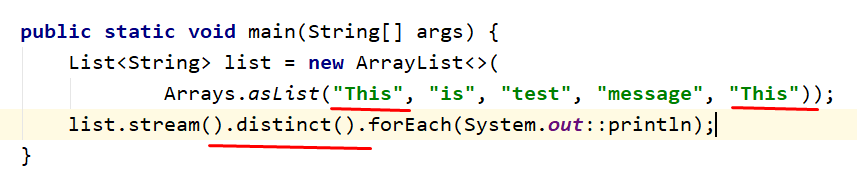 public static void main(String[] args) {
List<String> list = new ArrayList<>(
Arrays.asList("This", "is", "test", "message", "This"));
list.stream().distinct().forEach(System.out::println);
}